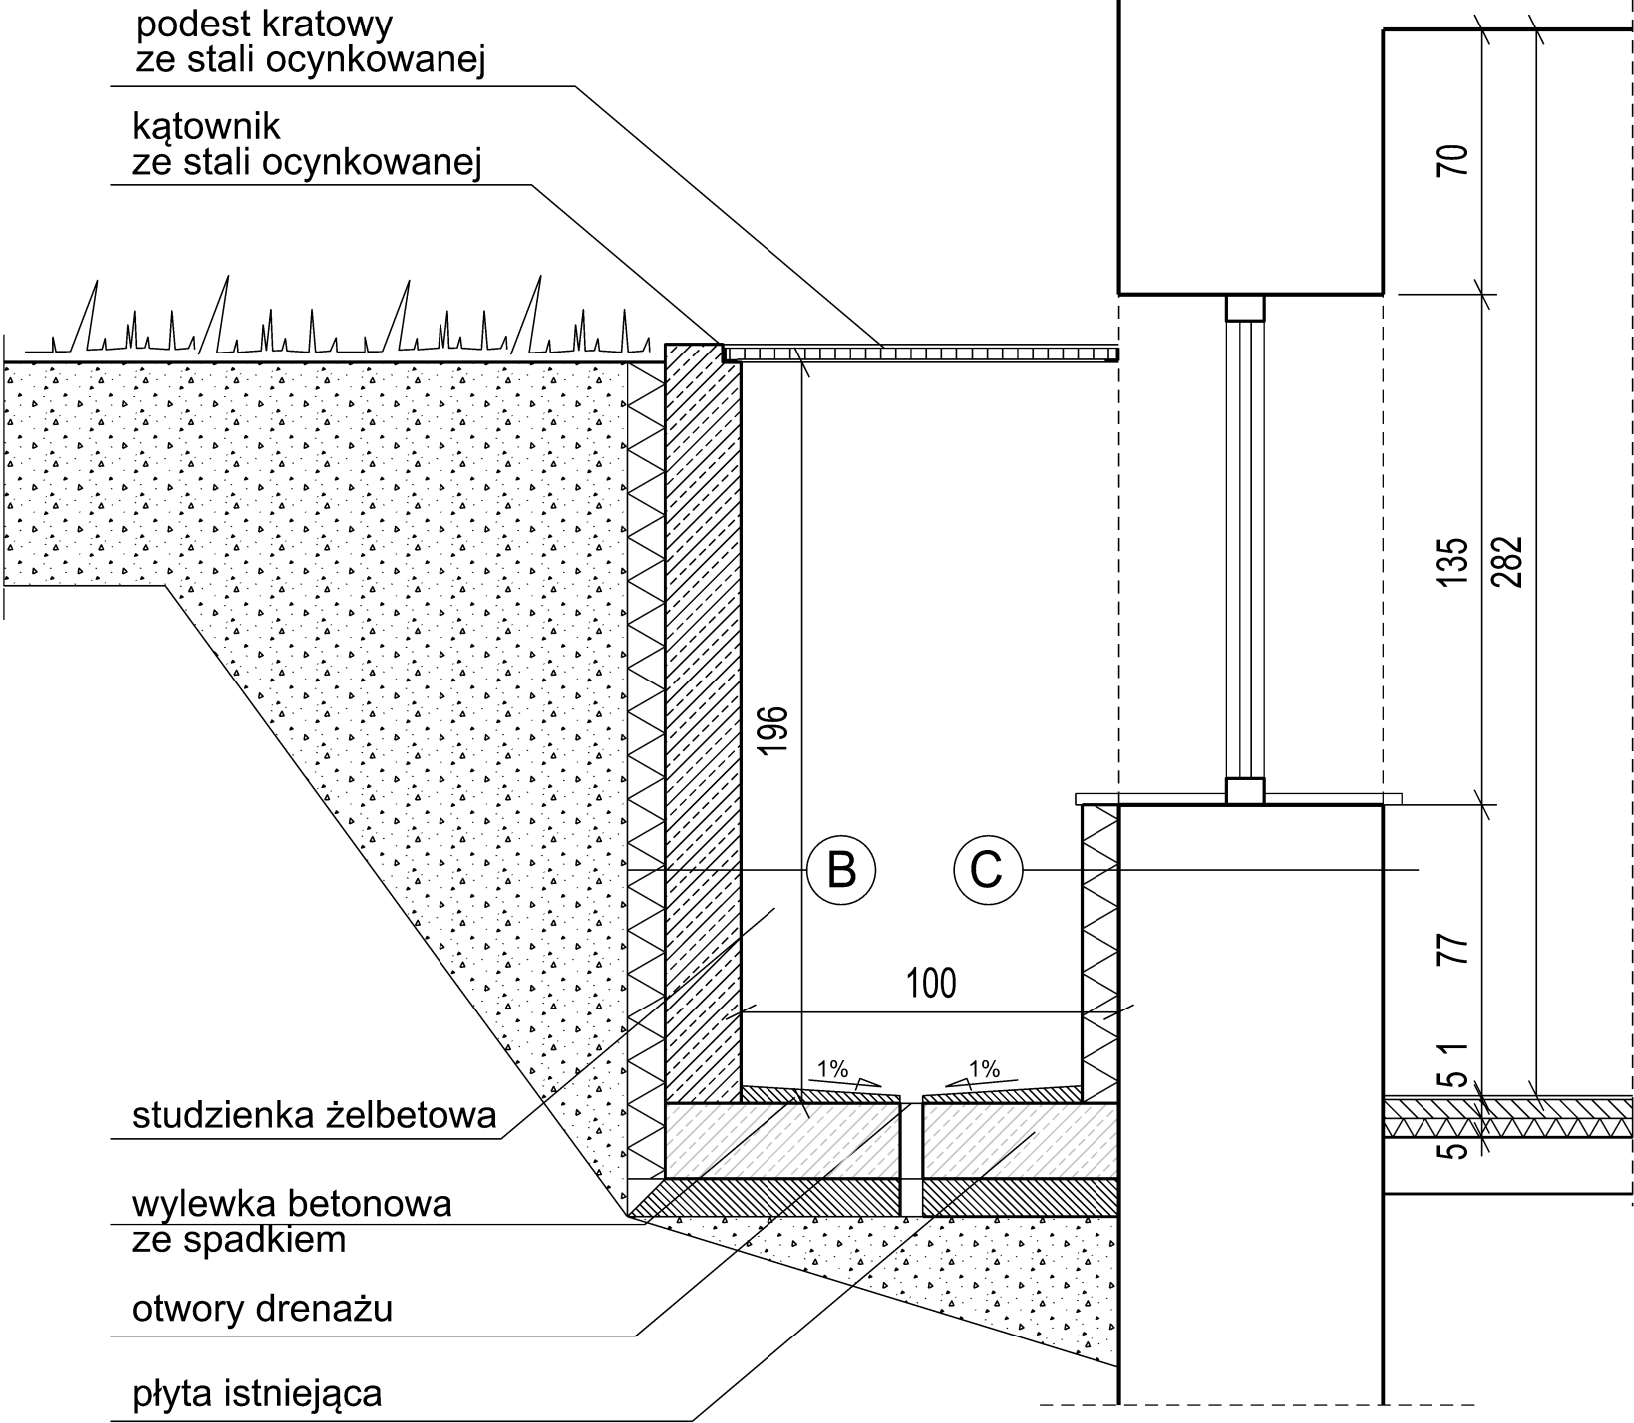 podest kratowy
ze stali ocynkowanej
kątownik
ze stali ocynkowanej
70
135
282
196
B
C
77
100
1
5
1%
1%
5
studzienka żelbetowa
wylewka betonowa
ze spadkiem
otwory drenażu
płyta istniejąca